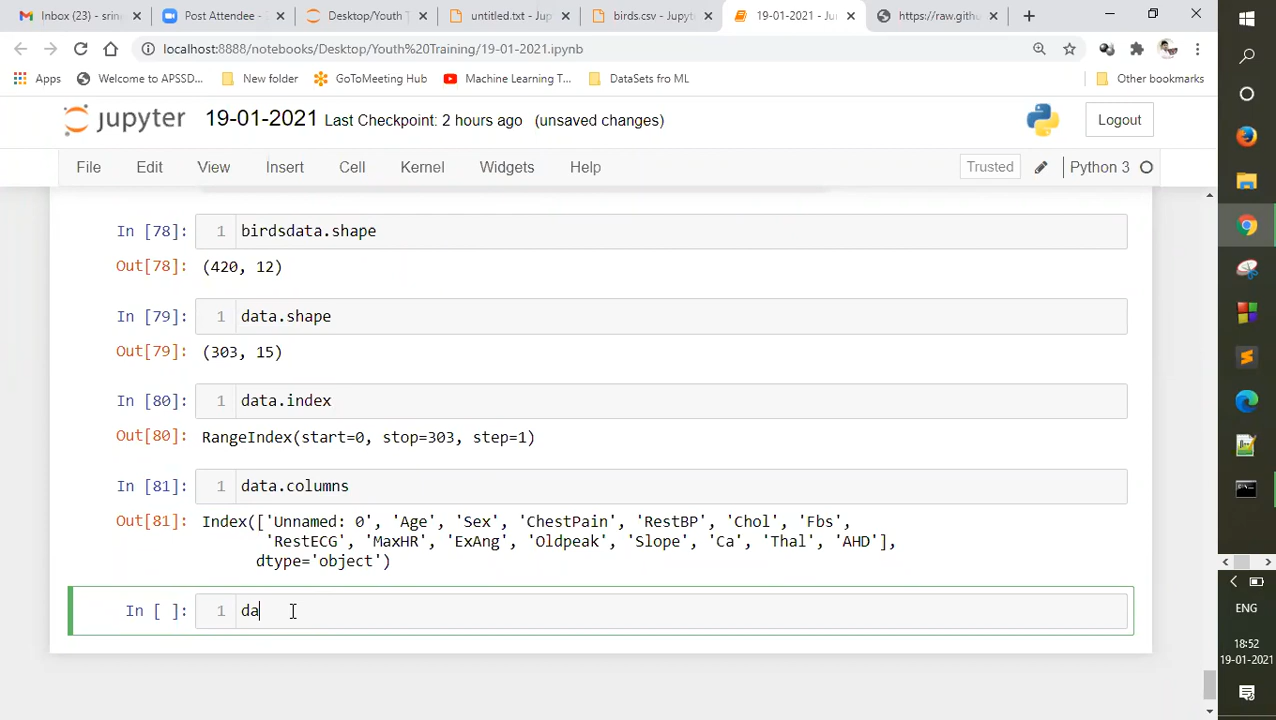 Inbox (23) - srin
Post Attendee -
Desktop/Youth T
untitled.txt - Jup
birds.csv - Jupyte
19-01-2021 - Ju
https://raw.githu
localhost:8888/notebooks/Desktop/Youth%20Training/19-01-2021.ipynb
Apps
Welcome to APSSD...
New folder
GoToMeeting Hub
Machine Learning T...
DataSets fro ML
Other bookmarks
jupyter 19-01-2021 Last Checkpoint: 2 hours ago (unsaved changes)
Logout
File Edit View Insert Cell Kernel Widgets Help
Trusted
Python 3
In [78]: 1 birdsdata.shape
Out[78]: (420, 12)
In [79]: 1 data.shape
Out[79]: (303, 15)
In [80]: 1 data.index
Out[80]: RangeIndex(start=0, stop=303, step=1)
In [81]: 1 data.columns
Out[81]: Index(['Unnamed: 0', 'Age', 'Sex', 'ChestPain', 'RestBP', 'Chol', 'Fbs',
'RestECG', 'MaxHR', 'ExAng', 'Oldpeak', 'Slope', 'Ca', 'Thal', 'AHD'],
dtype='object')
In [ ]: 1 da
ENG
18:52
19-01-2021